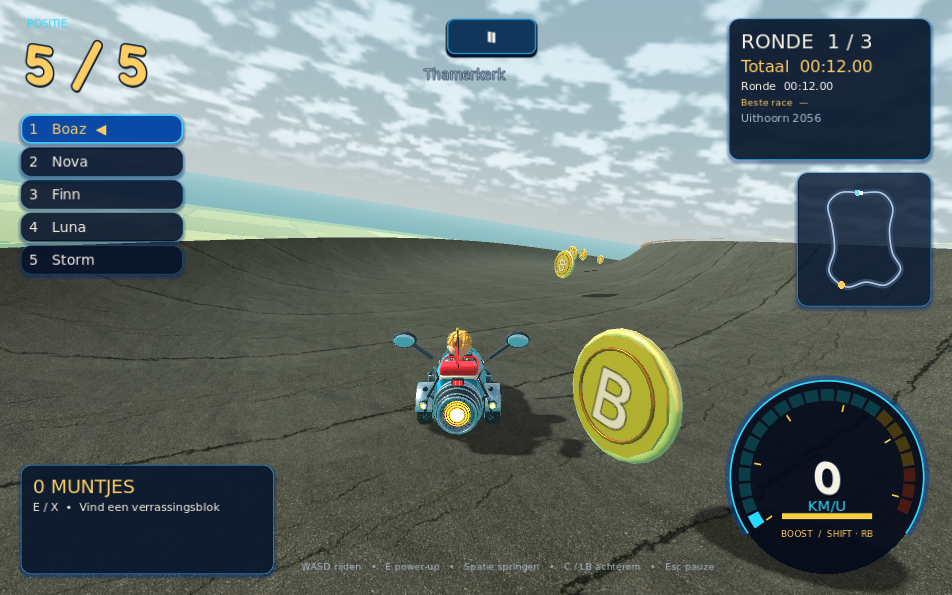 POSITIE
5 / 5
1 Boaz ◀
2 Nova
3 Finn
4 Luna
5 Storm
Thamerkerk
RONDE 1 / 3
Totaal 00:12.00
Ronde 00:12.00
Beste race —
Uithoorn 2056
B
B
0 MUNTJES
E / X • Vind een verrassingsblok
0
KM/U
BOOST / SHIFT · RB
WASD rijden • E power-up • Spatie springen • C / LB achterom • Esc pauze